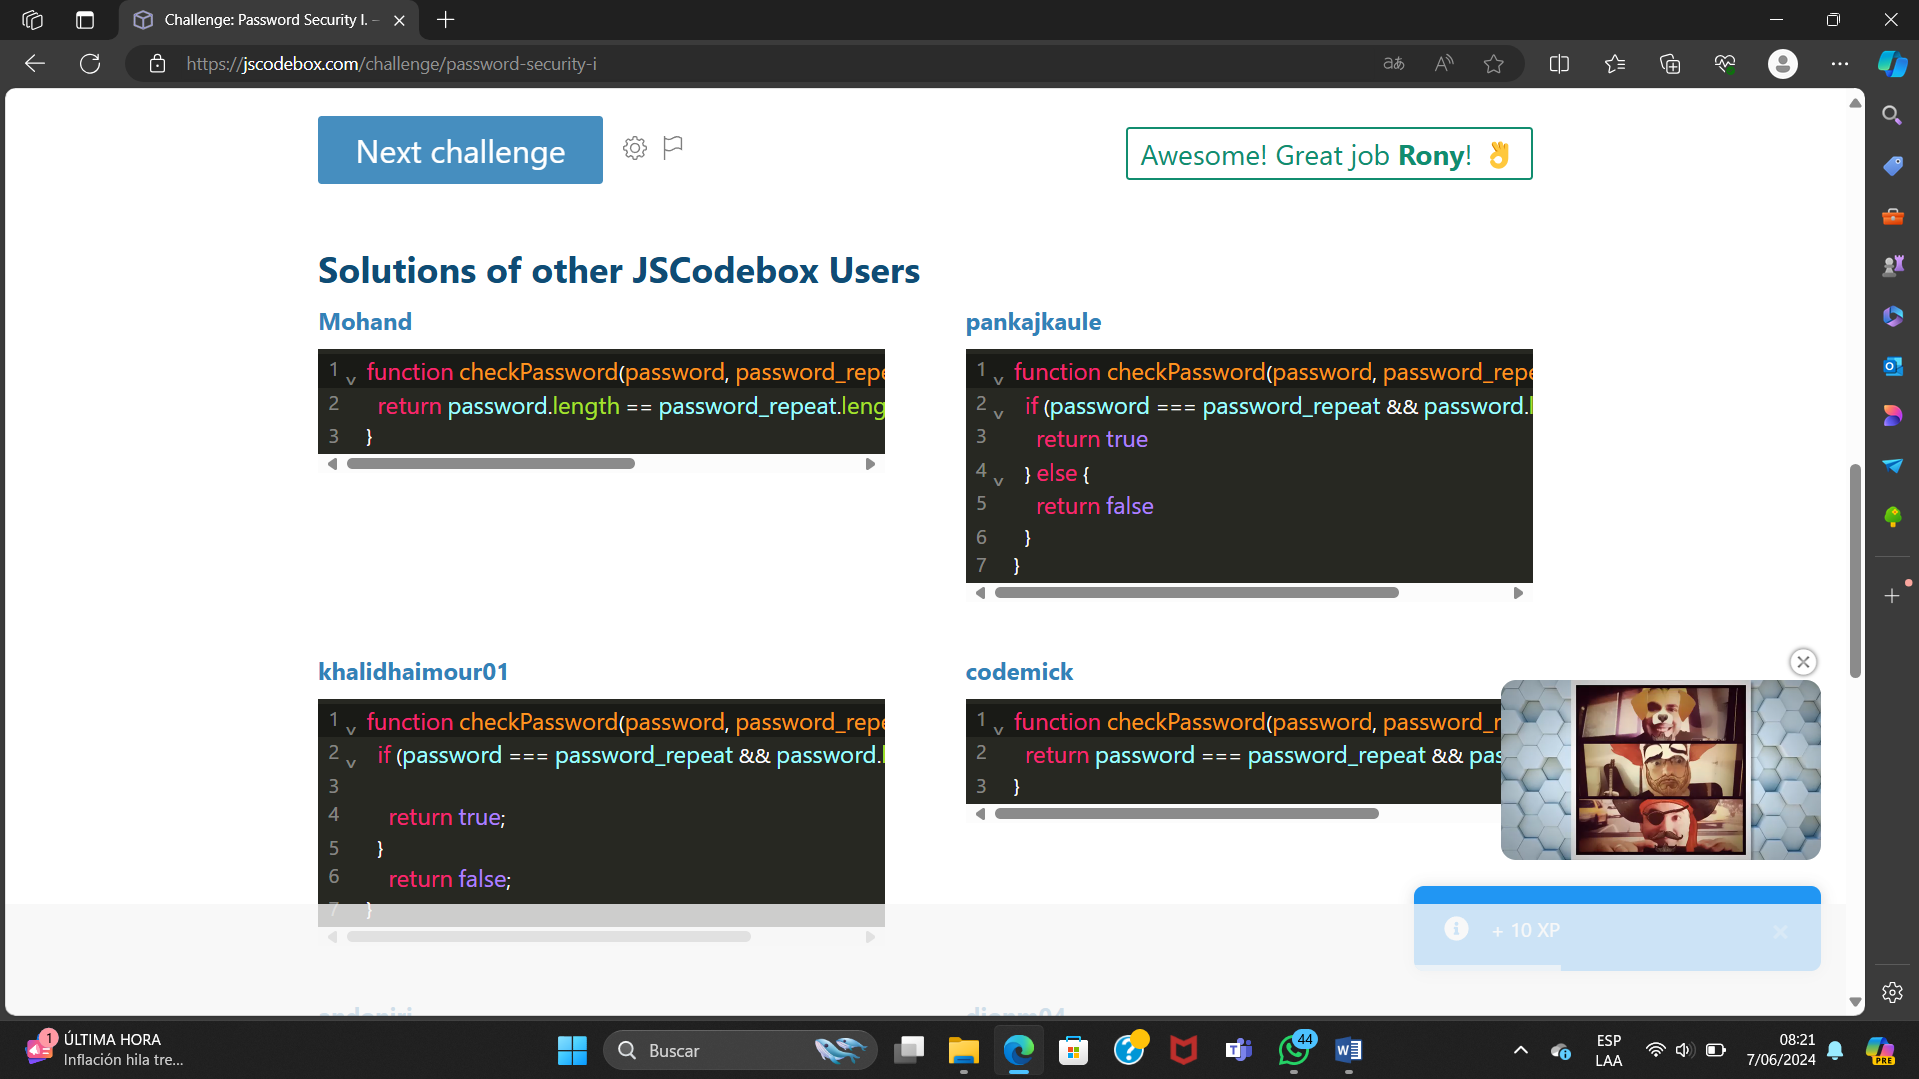 Challenge: Password Security I. –
https://jscodebox.com/challenge/password-security-i
Next challenge
Awesome! Great job Rony! 👌
Solutions of other JSCodebox Users
Mohand
1 function checkPassword(password, password_repe
2 return password.length == password_repeat.leng
3 }
pankajkaule
1 function checkPassword(password, password_repe
2 if (password === password_repeat && password.l
3 return true
4 } else {
5 return false
6 }
7 }
khalidhaimour01
1 function checkPassword(password, password_repe
2 if (password === password_repeat && password.l
3
4 return true;
5 }
6 return false;
7 }
codemick
1 function checkPassword(password, password_r
2 return password === password_repeat && pas
3 }
+ 10 XP
1
ÚLTIMA HORA
Inflación hila tre...
Buscar
44
ESP
LAA
08:21
7/06/2024
PRE